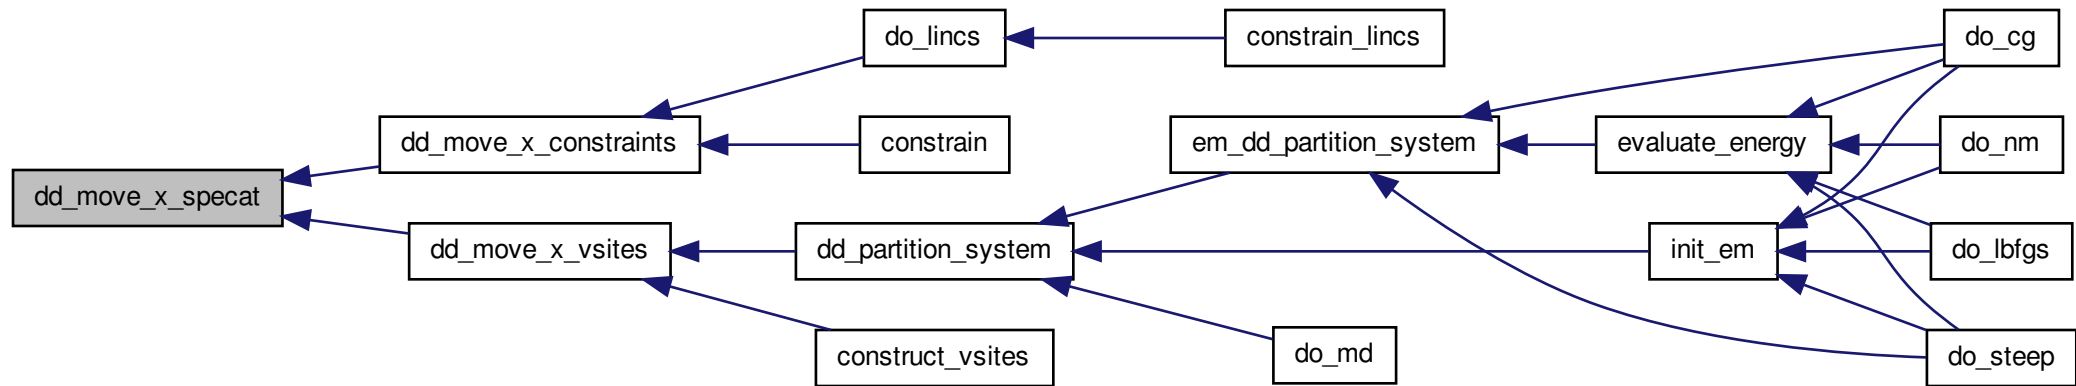 do_lincs
constrain_lincs
do_cg
dd_move_x_constraints
constrain
em_dd_partition_system
evaluate_energy
do_nm
dd_move_x_specat
dd_move_x_vsites
dd_partition_system
init_em
do_lbfgs
construct_vsites
do_md
do_steep